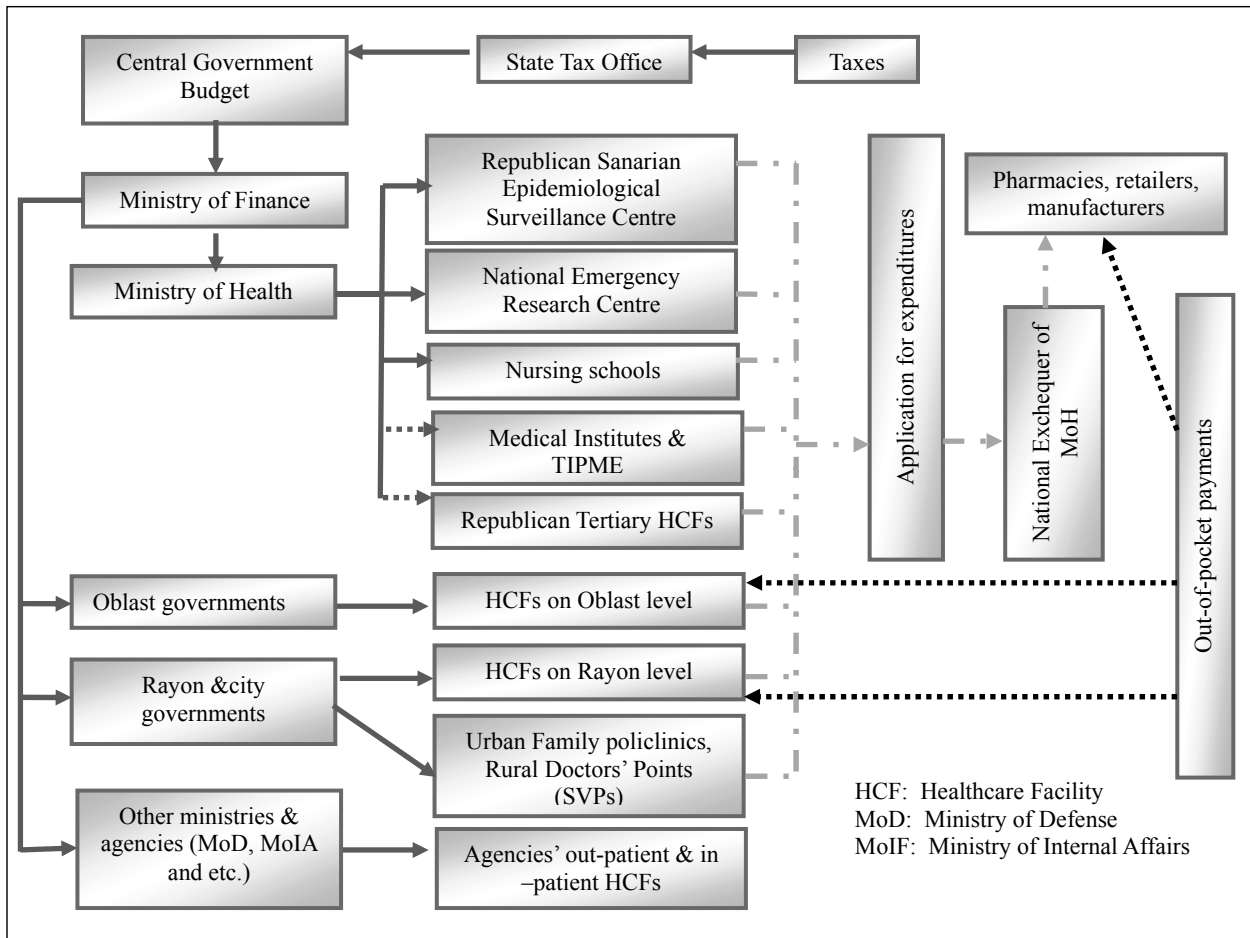 Central Government
Budget
State Tax Office
Taxes
Ministry of Finance
Ministry of Health
Republican Sanarian
Epidemiological
Surveillance Centre
National Emergency
Research Centre
Nursing schools
Medical Institutes &
TIPME
Republican Tertiary HCFs
Application for expenditures
National Exchequer of
MoH
Pharmacies, retailers,
manufacturers
Out-of-pocket payments
Oblast governments
HCFs on Oblast level
Rayon &city
governments
HCFs on Rayon level
Urban Family policlinics,
Rural Doctors’ Points
(SVPs)
Other ministries &
agencies (MoD, MoIA
and etc.)
Agencies’ out-patient & in
–patient HCFs
HCF: Healthcare Facility
MoD: Ministry of Defense
MoIF: Ministry of Internal Affairs